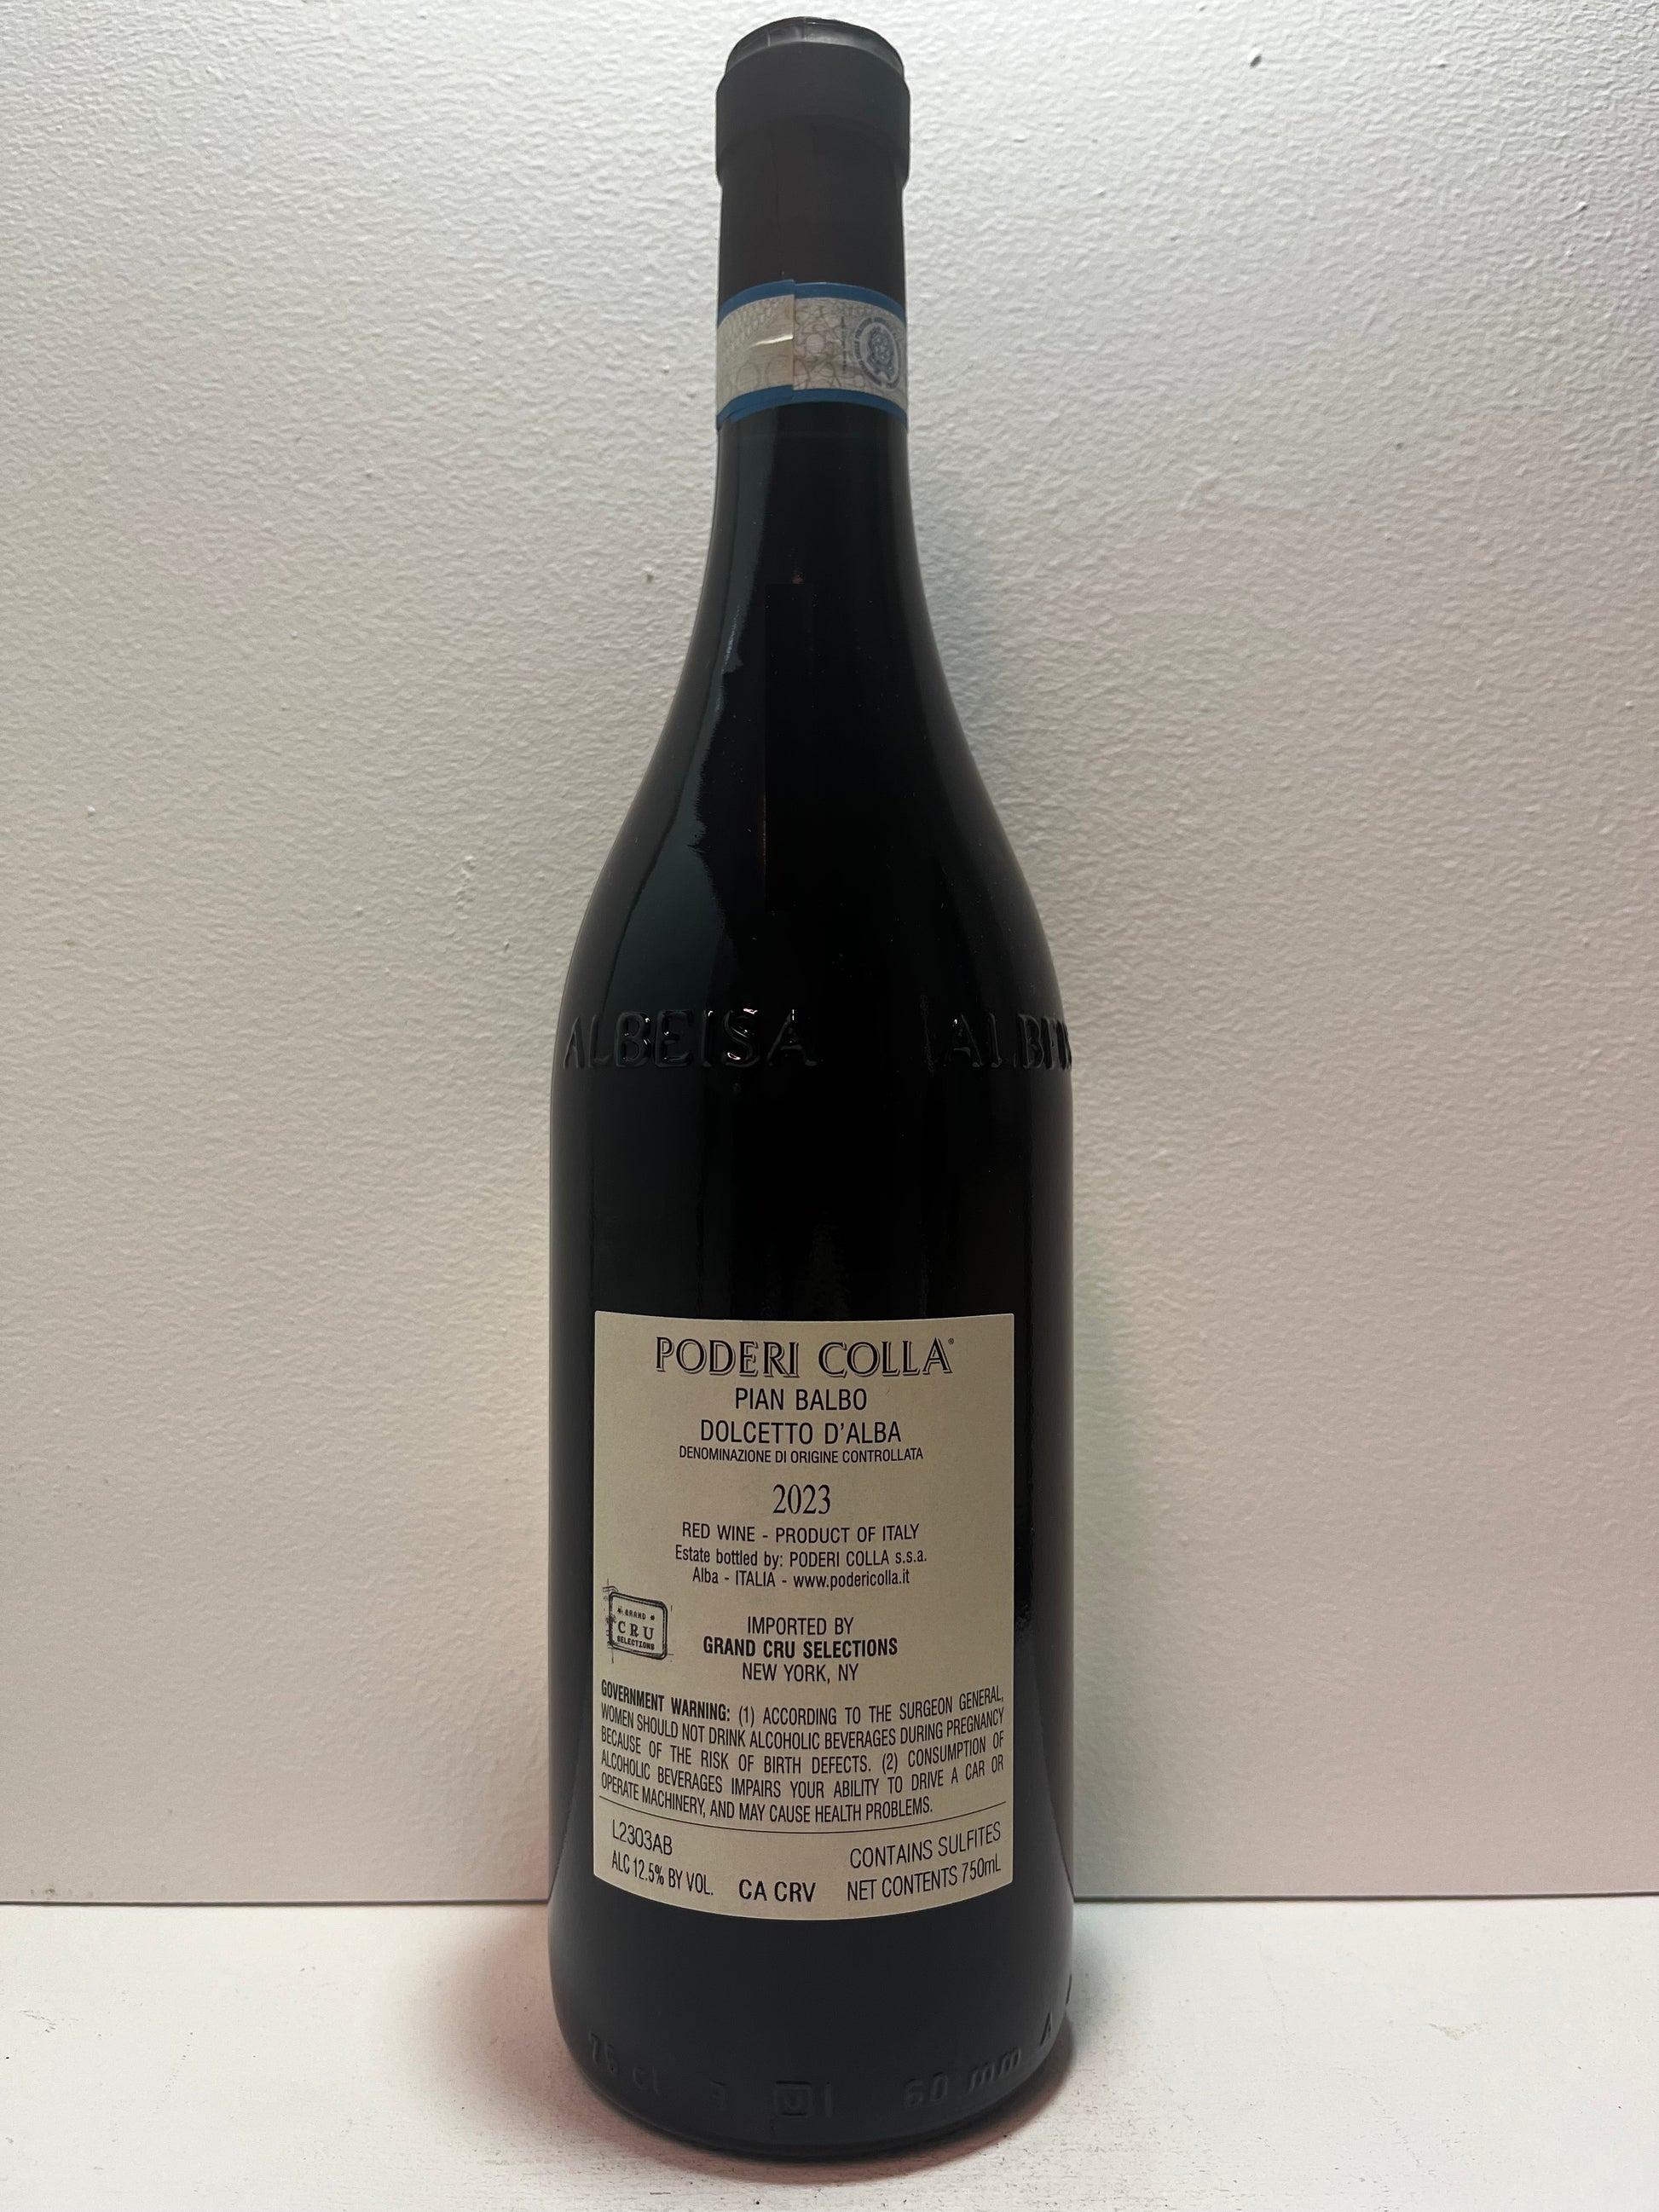 ALBEISA
PODERI COLLA®
PIAN BALBO
DOLCETTO D'ALBA
DENOMINAZIONE DI ORIGINE CONTROLLATA
2023
RED WINE - PRODUCT OF ITALY
Estate bottled by: PODERI COLLA s.s.a.
Alba - ITALIA - www.podericolla.it
GRAND
CRU
SELECTIONS
IMPORTED BY
GRAND CRU SELECTIONS
NEW YORK, NY
GOVERNMENT WARNING: (1) ACCORDING TO THE SURGEON GENERAL,
WOMEN SHOULD NOT DRINK ALCOHOLIC BEVERAGES DURING PREGNANCY
BECAUSE OF THE RISK OF BIRTH DEFECTS. (2) CONSUMPTION OF
ALCOHOLIC BEVERAGES IMPAIRS YOUR ABILITY TO DRIVE A CAR OR
OPERATE MACHINERY, AND MAY CAUSE HEALTH PROBLEMS.
L2303AB CONTAINS SULFITES
ALC 12.5% BY VOL. CA CRV NET CONTENTS 750mL
75 cl 60 mm